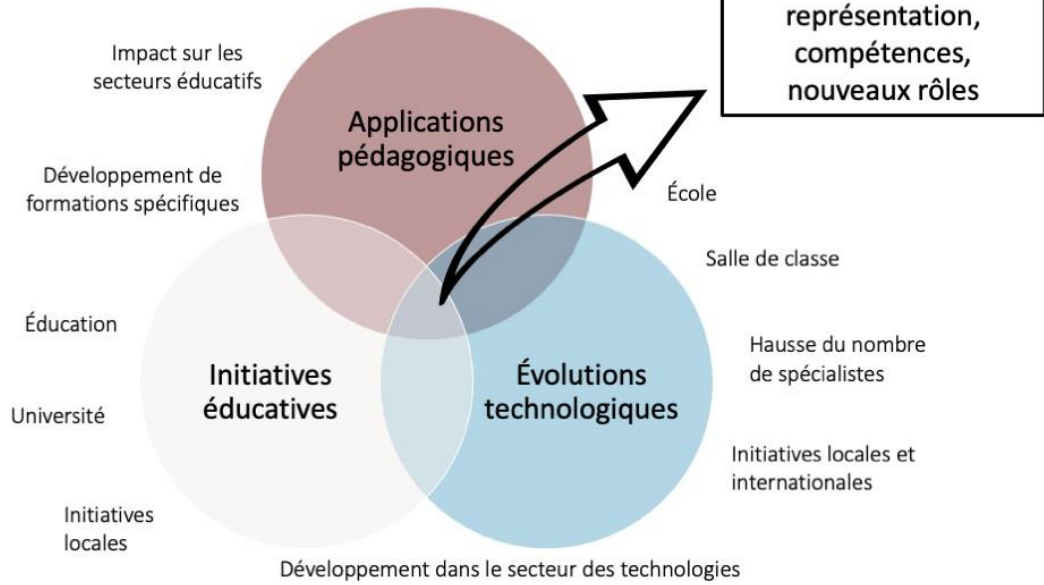 représentation,
compétences,
nouveaux rôles
Impact sur les
secteurs éducatifs
Applications
pédagogiques
Développement de
formations spécifiques
École
Salle de classe
Éducation
Hausse du nombre
de spécialistes
Initiatives
éducatives
Évolutions
technologiques
Université
Initiatives locales et
internationales
Initiatives
locales
Développement dans le secteur des technologies